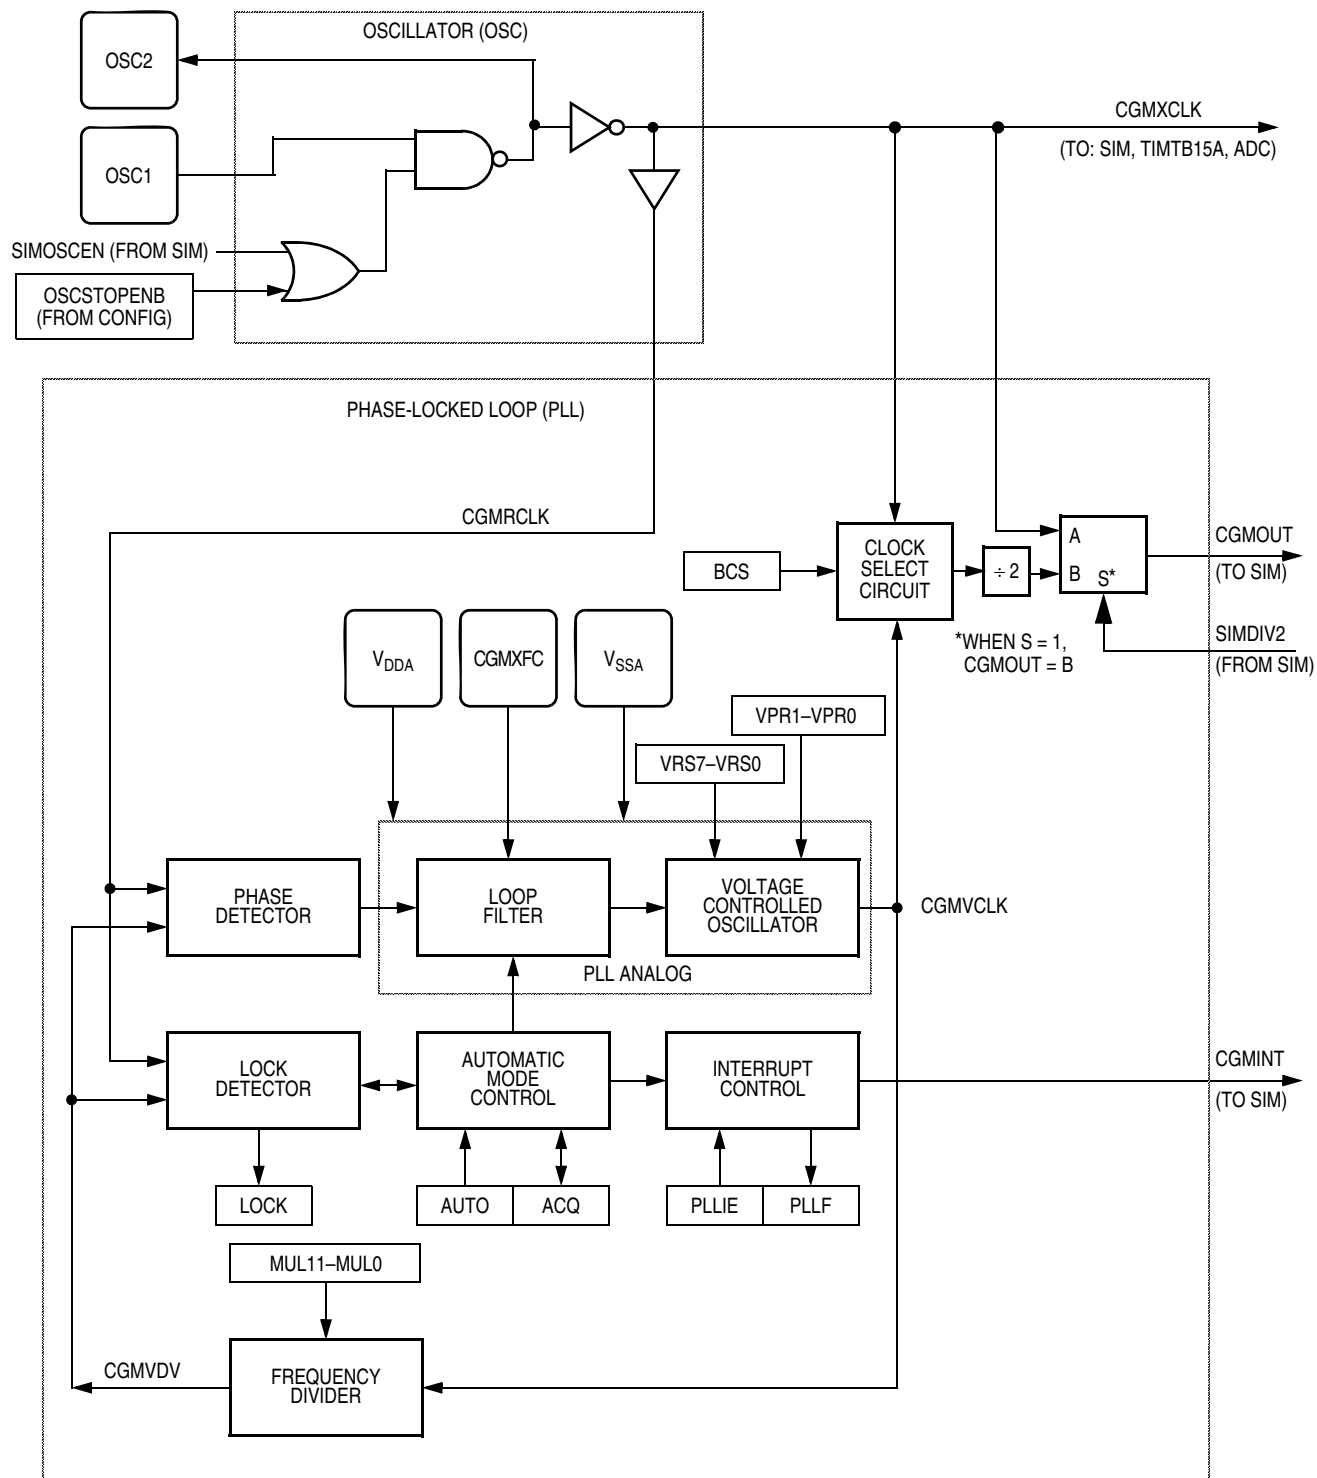 OSCILLATOR (OSC)
OSC2
CGMXCLK
(TO: SIM, TIMTB15A, ADC)
OSC1
SIMOSCEN (FROM SIM)
OSCSTOPENB
(FROM CONFIG)
PHASE-LOCKED LOOP (PLL)
CGMRCLK
BCS
CLOCK
SELECT
CIRCUIT
÷ 2
A
B
S*
CGMOUT
(TO SIM)
*WHEN S = 1,
CGMOUT = B
SIMDIV2
(FROM SIM)
VDDA
CGMXFC
VSSA
VPR1–VPR0
VRS7–VRS0
PHASE
DETECTOR
LOOP
FILTER
VOLTAGE
CONTROLLED
OSCILLATOR
CGMVCLK
PLL ANALOG
LOCK
DETECTOR
AUTOMATIC
MODE
CONTROL
INTERRUPT
CONTROL
CGMINT
(TO SIM)
LOCK
AUTO
ACQ
PLLIE
PLLF
MUL11–MUL0
CGMVDV
FREQUENCY
DIVIDER